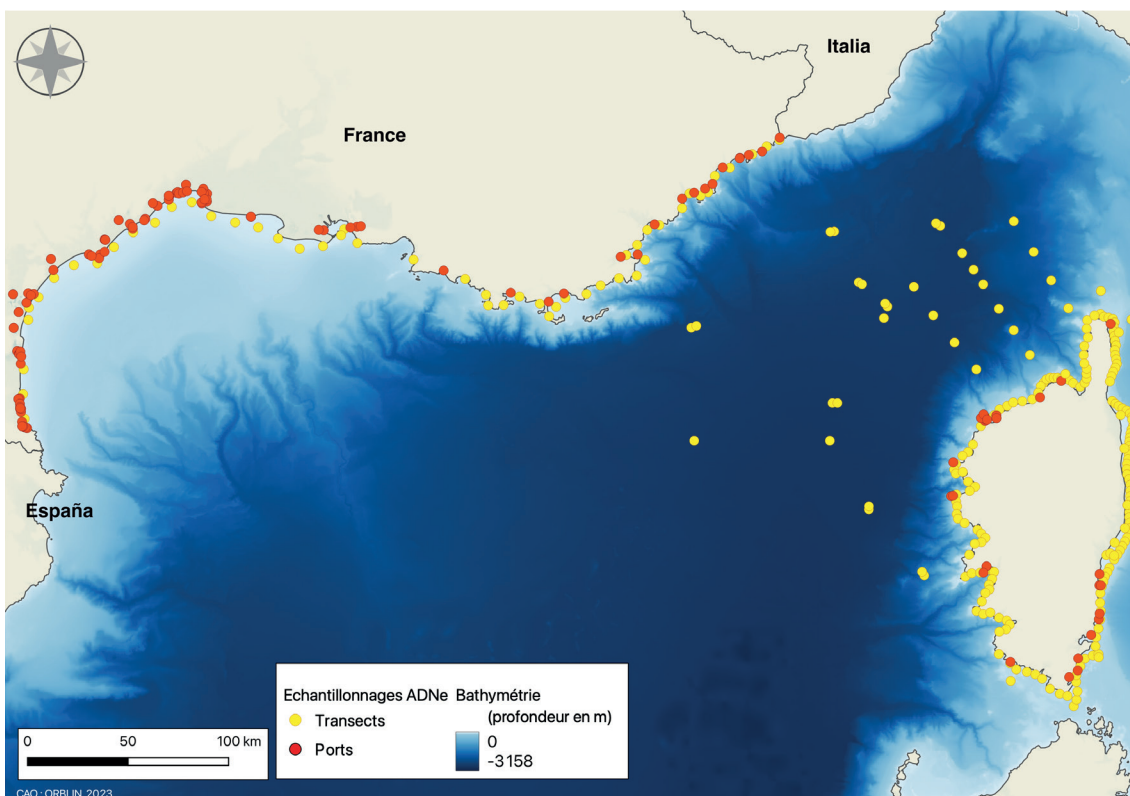 Italia
France
España
Echantillonnages ADNe
Transects
Ports
Bathymétrie
(profondeur en m)
0
-3158
0 50 100 km
CAO : ORBLIN, 2023